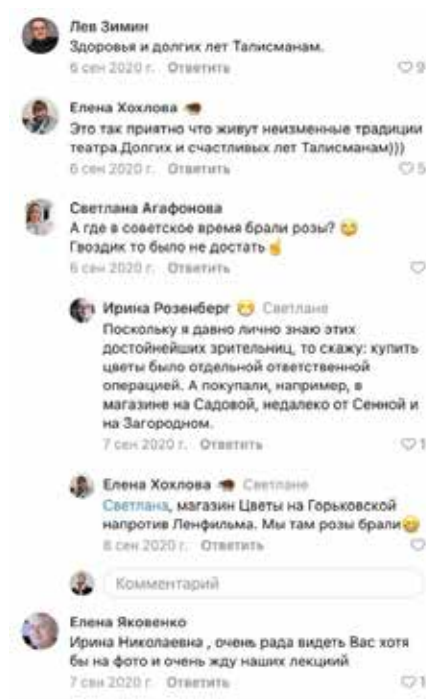 Лев Зимин
Здоровья и долгих лет Талисманам.
6 сен 2020 г. Ответить 9
Елена Хохлова
Это так приятно что живут неизменные традиции
театра.Долгих и счастливых лет Талисманам)))
6 сен 2020 г. Ответить 5
Светлана Агафонова
А где в советское время брали розы?
Гвоздик то было не достать
6 сен 2020 г. Ответить
Ирина Розенберг Светлане
Поскольку я давно лично знаю этих
достойнейших зрительниц, то скажу: купить
цветы было отдельной ответственной
операцией. А покупали, например, в
магазине на Садовой, недалеко от Сенной и
на Загородном.
7 сен 2020 г. Ответить 1
Елена Хохлова Светлане
Светлана, магазин Цветы на Горьковской
напротив Ленфильма. Мы там розы брали
8 сен 2020 г. Ответить
Комментарий
Елена Яковенко
Ирина Николаевна , очень рада видеть Вас хотя
бы на фото и очень жду наших лекциий
7 сен 2020 г. Ответить 1